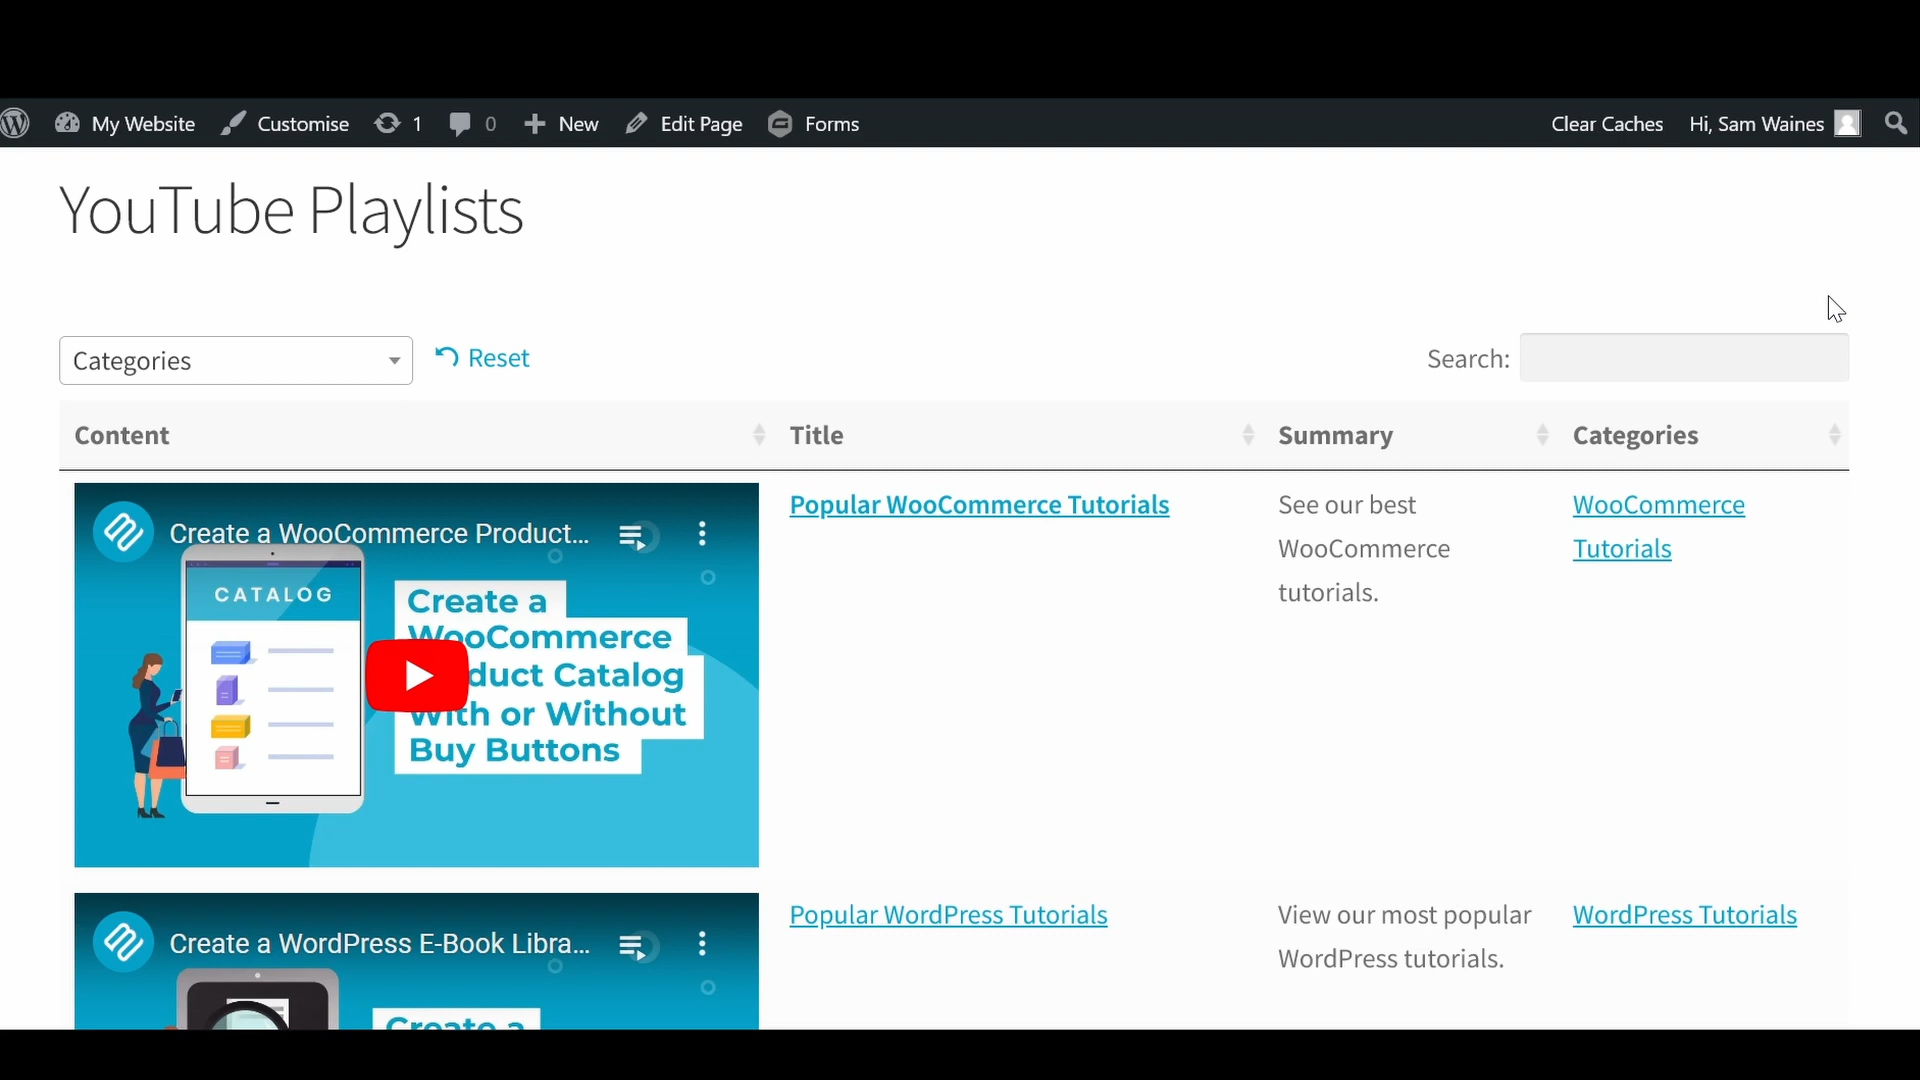 My Website Customise 1 0 New Edit Page Forms Clear Caches Hi, Sam Waines
YouTube Playlists
Categories Reset Search:
Content Title Summary Categories
Create a WooCommerce Product...
CATALOG
Create a
WooCommerce
duct Catalog
With or Without
Buy Buttons
Popular WooCommerce Tutorials
See our best
WooCommerce
tutorials.
WooCommerce
Tutorials
Create a WordPress E-Book Libra...
Create a
Popular WordPress Tutorials
View our most popular
WordPress tutorials.
WordPress Tutorials